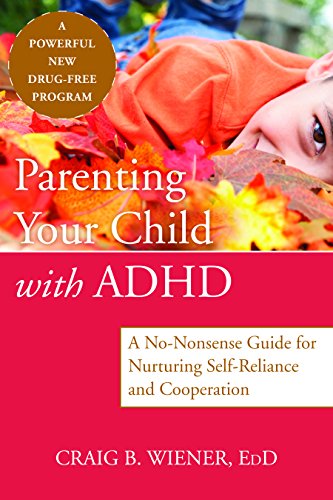 A
POWERFUL
NEW
DRUG-FREE
PROGRAM
Parenting
Your Child
with ADHD
A No-Nonsense Guide for
Nurturing Self-Reliance
and Cooperation
CRAIG B. WIENER, EDD